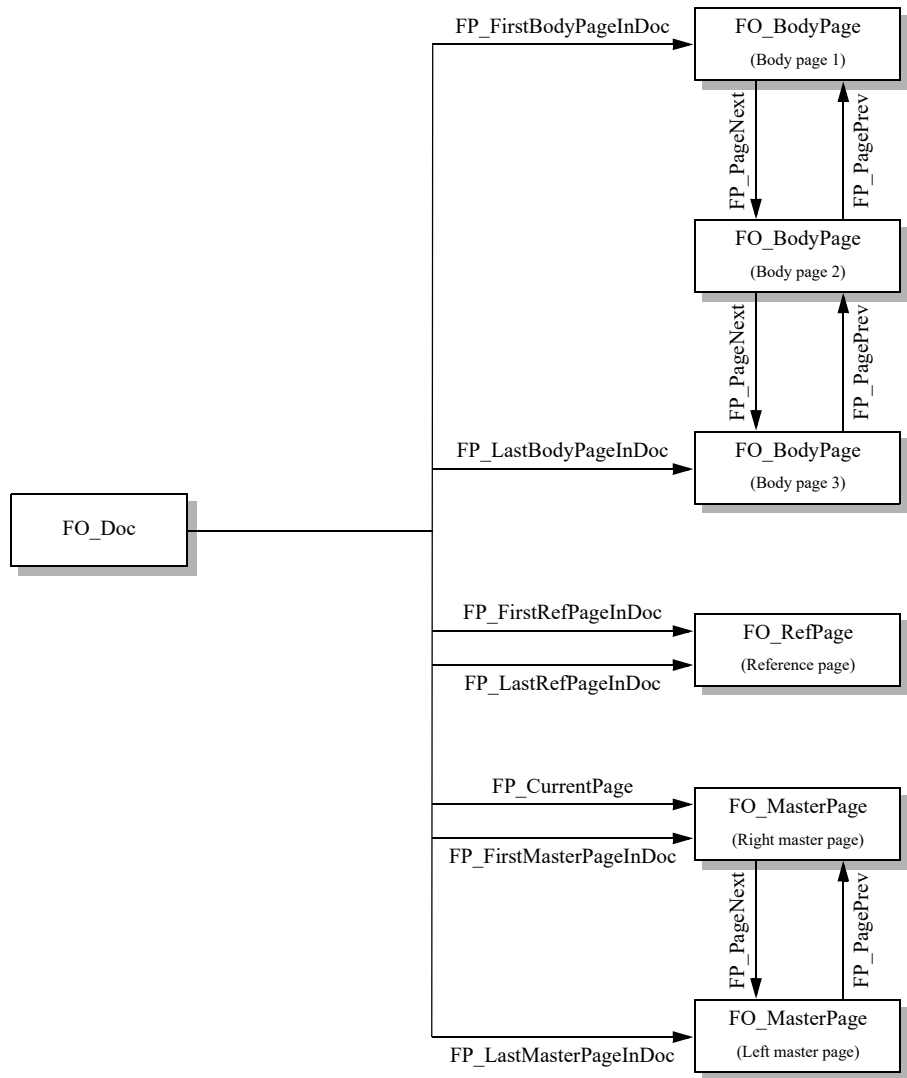 FP_FirstBodyPageInDoc
FO_BodyPage
(Body page 1)
FP_PageNext
FP_PagePrev
FO_BodyPage
(Body page 2)
FP_PageNext
FP_PagePrev
FP_LastBodyPageInDoc
FO_BodyPage
(Body page 3)
FO_Doc
FP_FirstRefPageInDoc
FO_RefPage
(Reference page)
FP_LastRefPageInDoc
FP_CurrentPage
FO_MasterPage
(Right master page)
FP_FirstMasterPageInDoc
FP_PageNext
FP_PagePrev
FO_MasterPage
(Left master page)
FP_LastMasterPageInDoc